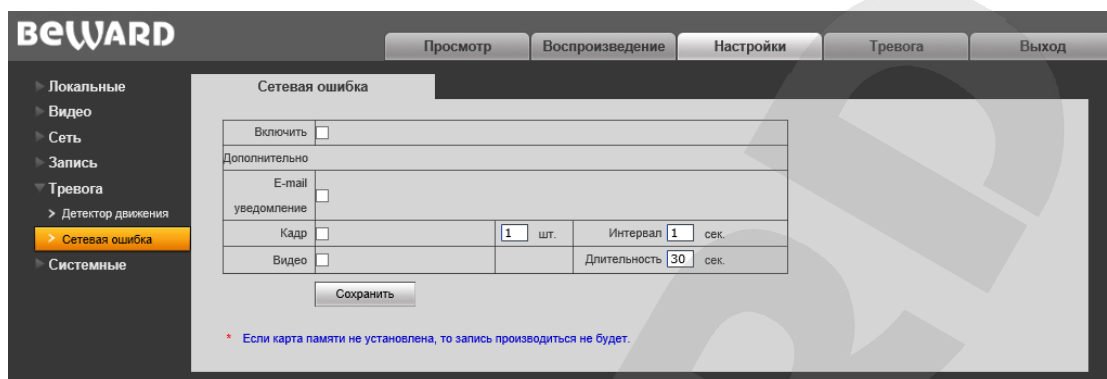 BEWARD
Просмотр Воспроизведение Настройки Тревога Выход
Локальные
Видео
Сеть
Запись
Тревога
> Детектор движения
> Сетевая ошибка
Системные
Сетевая ошибка
Включить
Дополнительно
E-mail
уведомление
Кадр 1 шт. Интервал 1 сек.
Видео Длительность 30 сек.
Сохранить
* Если карта памяти не установлена, то запись производиться не будет.